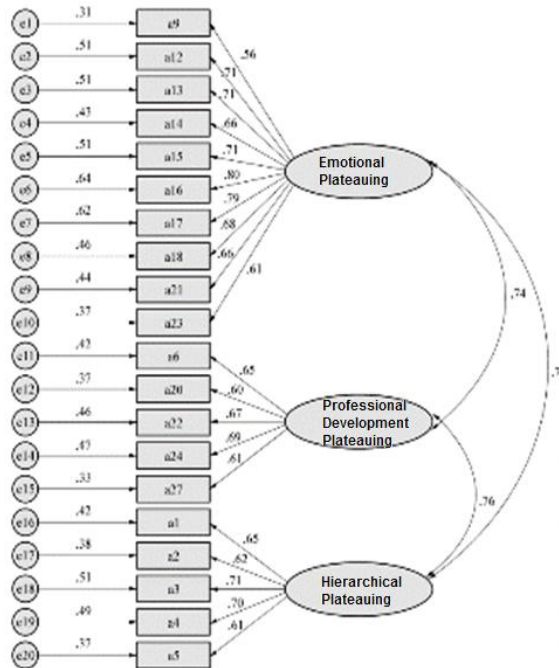 e1 .31 a9
e2 .51 a12 .56
e3 .51 a13 .71
.71
e4 .43 a14 .66
e5 .51 a15 .71
Emotional
Plateauing
e6 .64 a16 .80
e7 .62 a17 .79
e8 .46 a18 .68
e9 .44 a21 .66
e10 .37 a23 .61
.74
e11 .42 a6
e12 .37 a20 .65
.60
e13 .46 a22 .67
Professional
Development
Plateauing
e14 .47 a24 .69
e15 .33 a27 .61
e16 .42 a1
.76
e17 .38 a2 .65
.62
e18 .51 a3 .71
Hierarchical
Plateauing
e19 .49 a4 .70
e20 .37 a5 .61